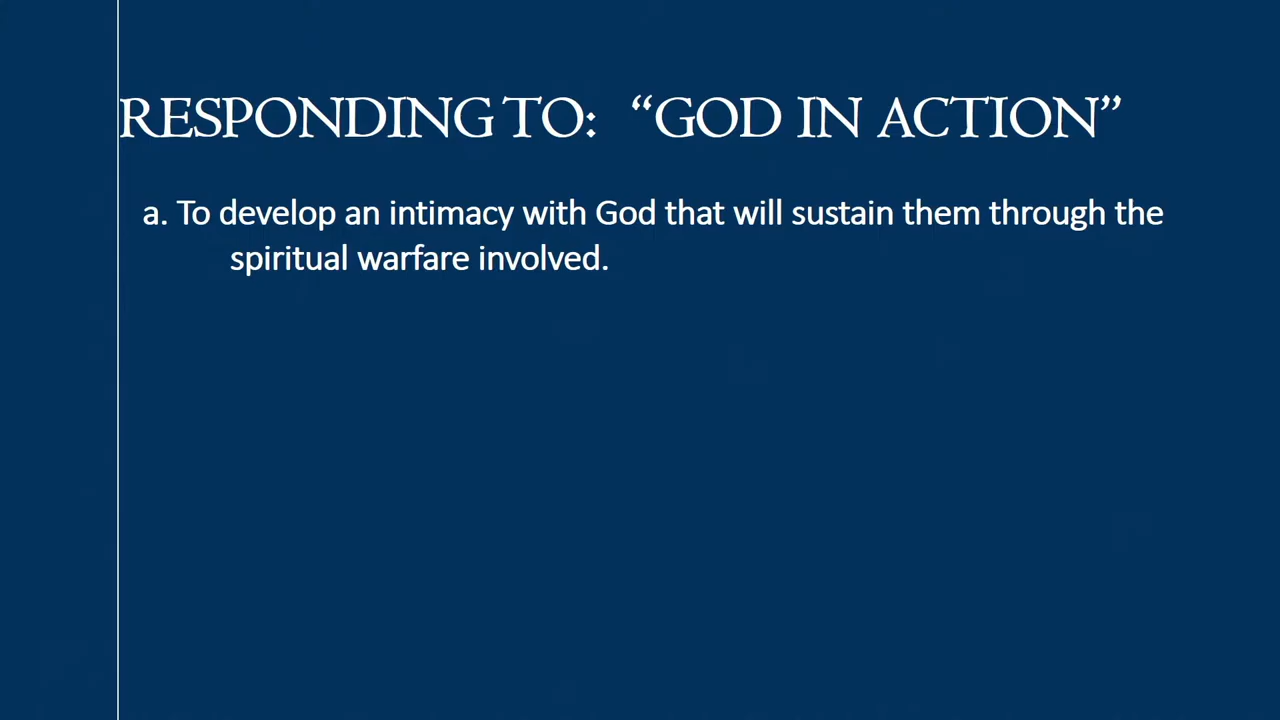 RESPONDING TO: “GOD IN ACTION”
a. To develop an intimacy with God that will sustain them through the
spiritual warfare involved.